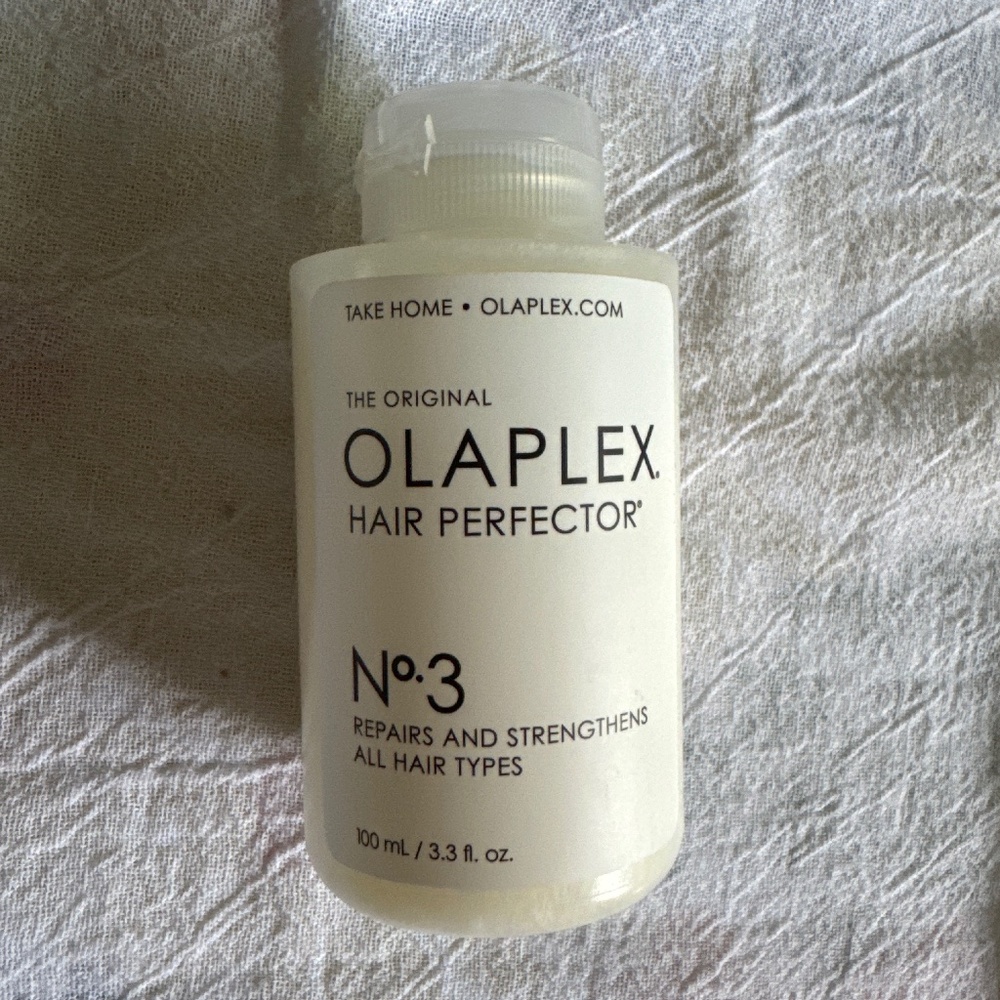 TAKE HOME • OLAPLEX.COM
THE ORIGINAL
OLAPLEX.
HAIR PERFECTOR®
Nº.3
REPAIRS AND STRENGTHENS
ALL HAIR TYPES
100 mL / 3.3 fl. oz.